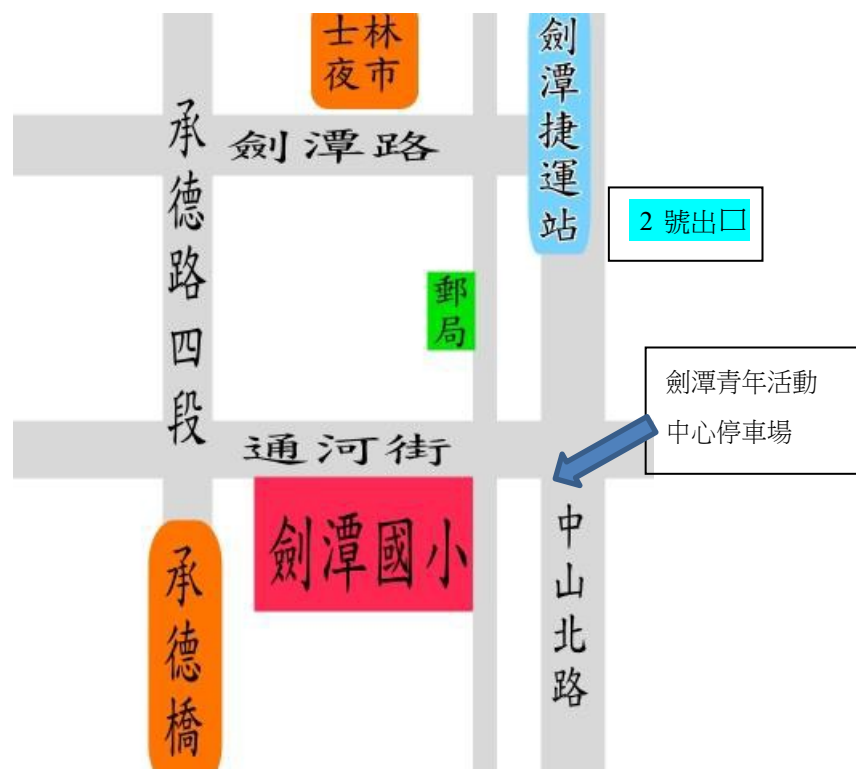 士林
夜市
劍潭捷運站
承德路四段
劍潭路
2 號出口
郵局
劍潭青年活動
中心停車場
通河街
劍潭國小
中山北路
承德橋